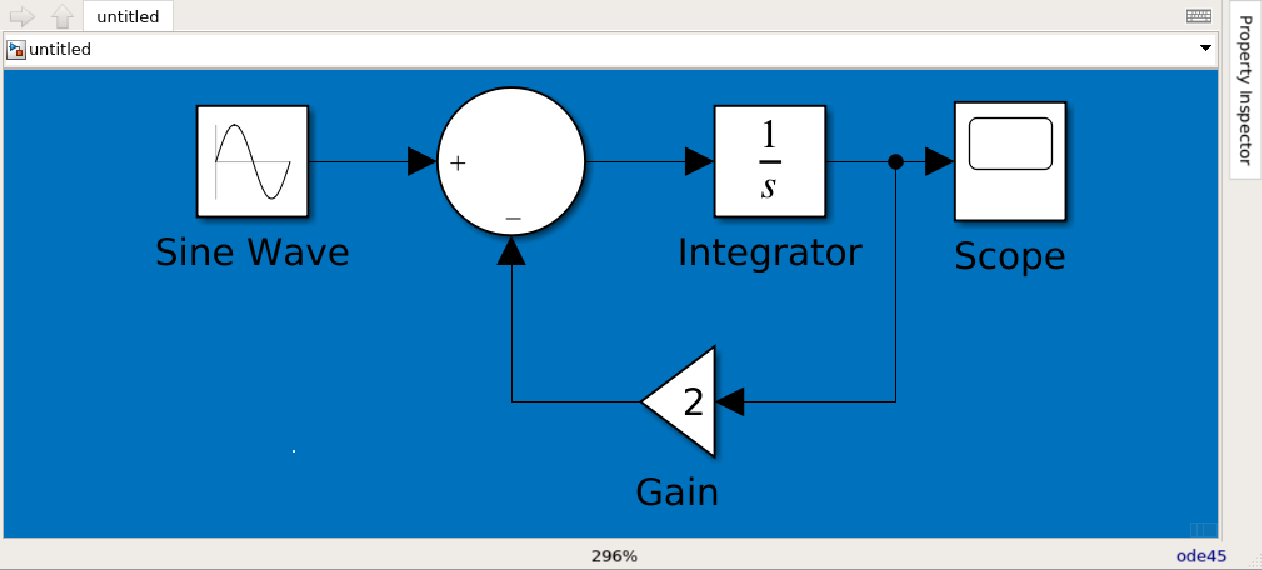 untitled
untitled
Property Inspector
+
1
s
–
Sine Wave
Integrator
Scope
2
Gain
296%
ode45